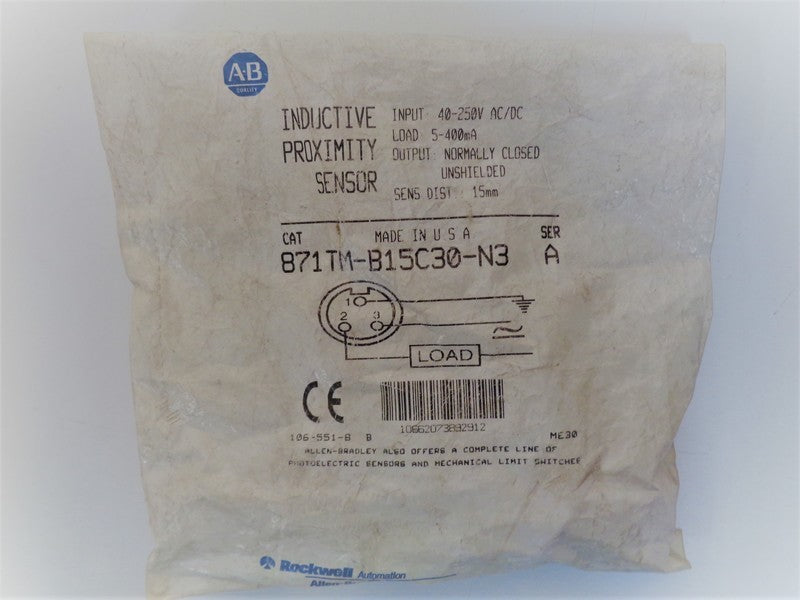 A-B
QUALITY
INDUCTIVE
PROXIMITY
SENSOR
INPUT: 40-250V AC/DC
LOAD: 5-400mA
OUTPUT: NORMALLY CLOSED
UNSHIELDED
SENS DIST.: 15mm
CAT MADE IN U S A SER
871TM-B15C30-N3 A
1
2 3
LOAD
CE
10662073892912
106-551-8 B ME30
ALLEN-BRADLEY ALSO OFFERS A COMPLETE LINE OF
PHOTOELECTRIC SENSORS AND MECHANICAL LIMIT SWITCHES
Rockwell Automation